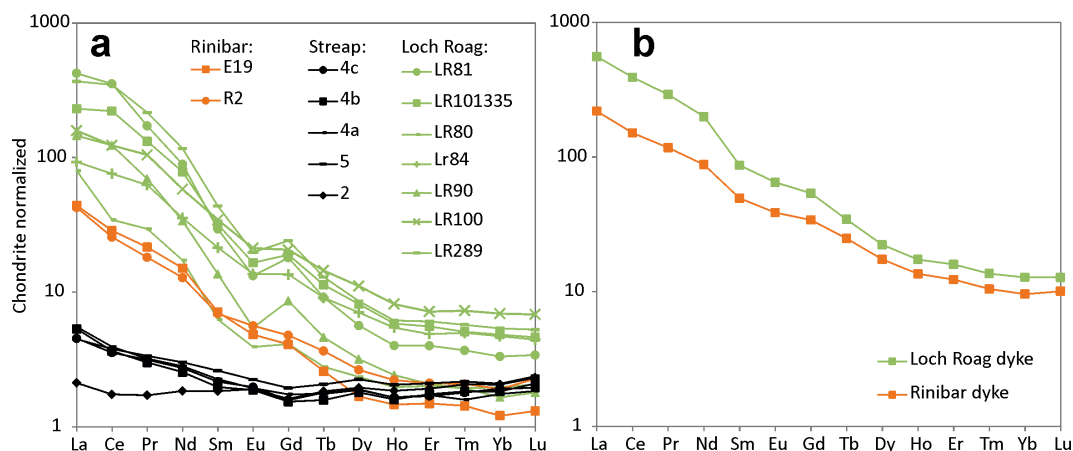 1000
100
10
1
Chondrite normalized
a
Rinibar:
E19
R2
Streap:
4c
4b
4a
5
2
Loch Roag:
LR81
LR101335
LR80
Lr84
LR90
LR100
LR289
La Ce Pr Nd Sm Eu Gd Tb Dy Ho Er Tm Yb Lu
1000
100
10
1
b
Loch Roag dyke
Rinibar dyke
La Ce Pr Nd Sm Eu Gd Tb Dy Ho Er Tm Yb Lu